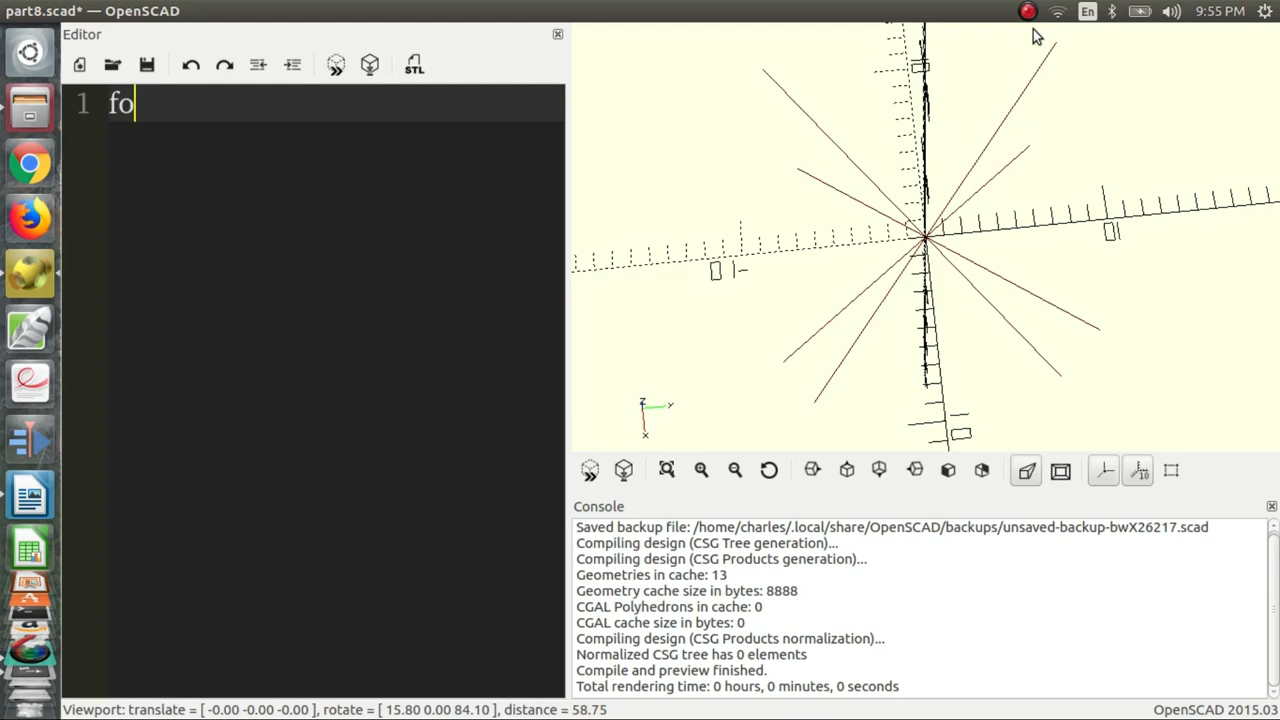 part8.scad* — OpenSCAD
En
9:55 PM
Editor
STL
1 fo
10
10
Z
Y
X
10
Console
Saved backup file: /home/charles/.local/share/OpenSCAD/backups/unsaved-backup-bwX26217.scad
Compiling design (CSG Tree generation)...
Compiling design (CSG Products generation)...
Geometries in cache: 13
Geometry cache size in bytes: 8888
CGAL Polyhedrons in cache: 0
CGAL cache size in bytes: 0
Compiling design (CSG Products normalization)...
Normalized CSG tree has 0 elements
Compile and preview finished.
Total rendering time: 0 hours, 0 minutes, 0 seconds
Viewport: translate = [ -0.00 -0.00 -0.00 ], rotate = [ 15.80 0.00 84.10 ], distance = 58.75
OpenSCAD 2015.03